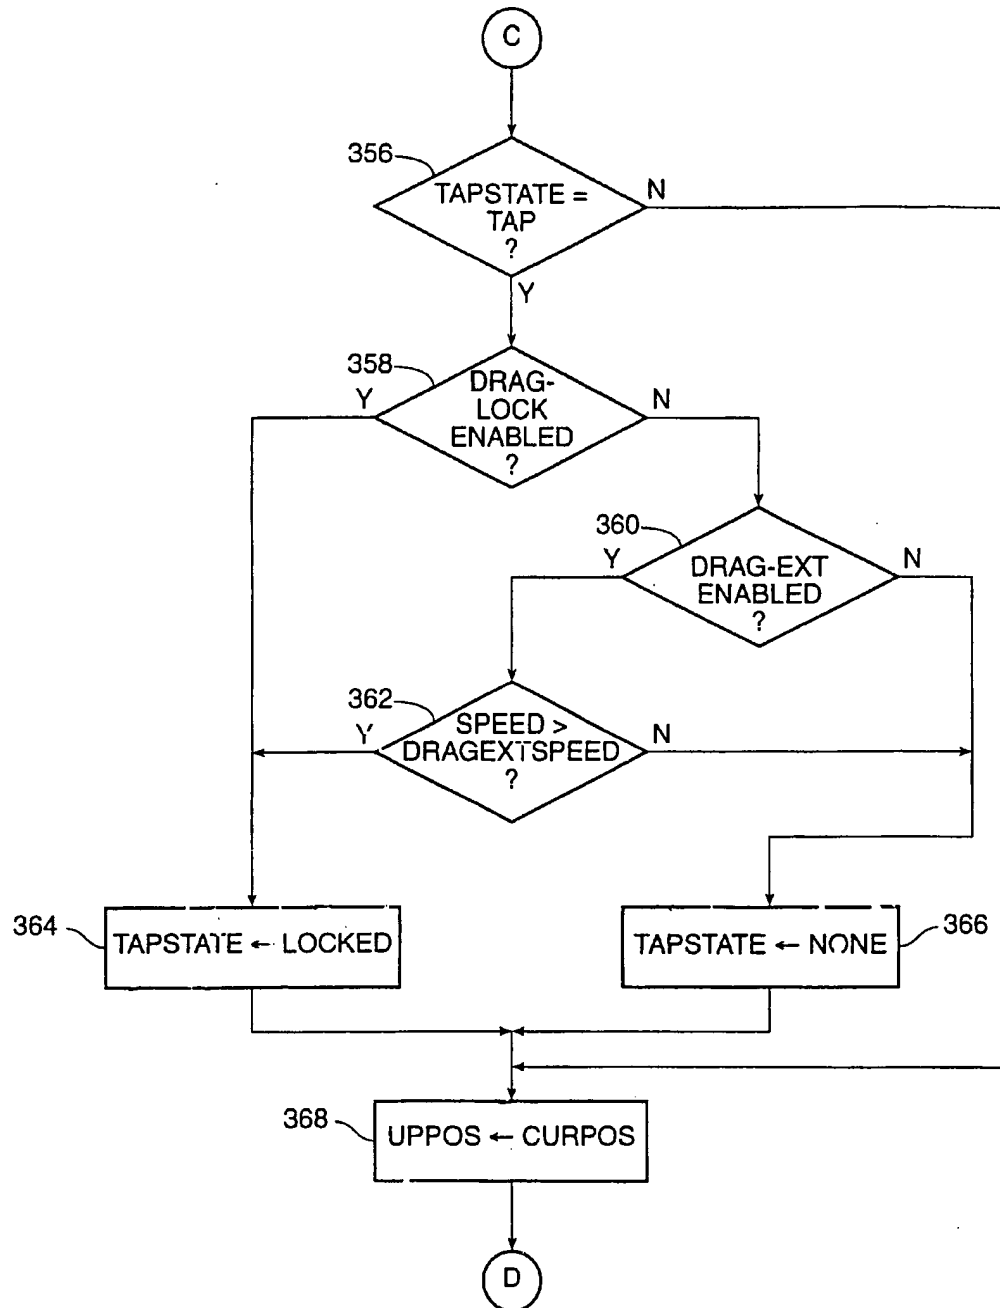 C
356
TAPSTATE =
TAP
?
N
Y
358
DRAG-
LOCK
ENABLED
?
Y
N
360
DRAG-EXT
ENABLED
?
Y
N
362
SPEED >
DRAGEXTSPEED
?
Y
N
364
TAPSTATE ← LOCKED
TAPSTATE ← NONE
366
368
UPPOS ← CURPOS
D